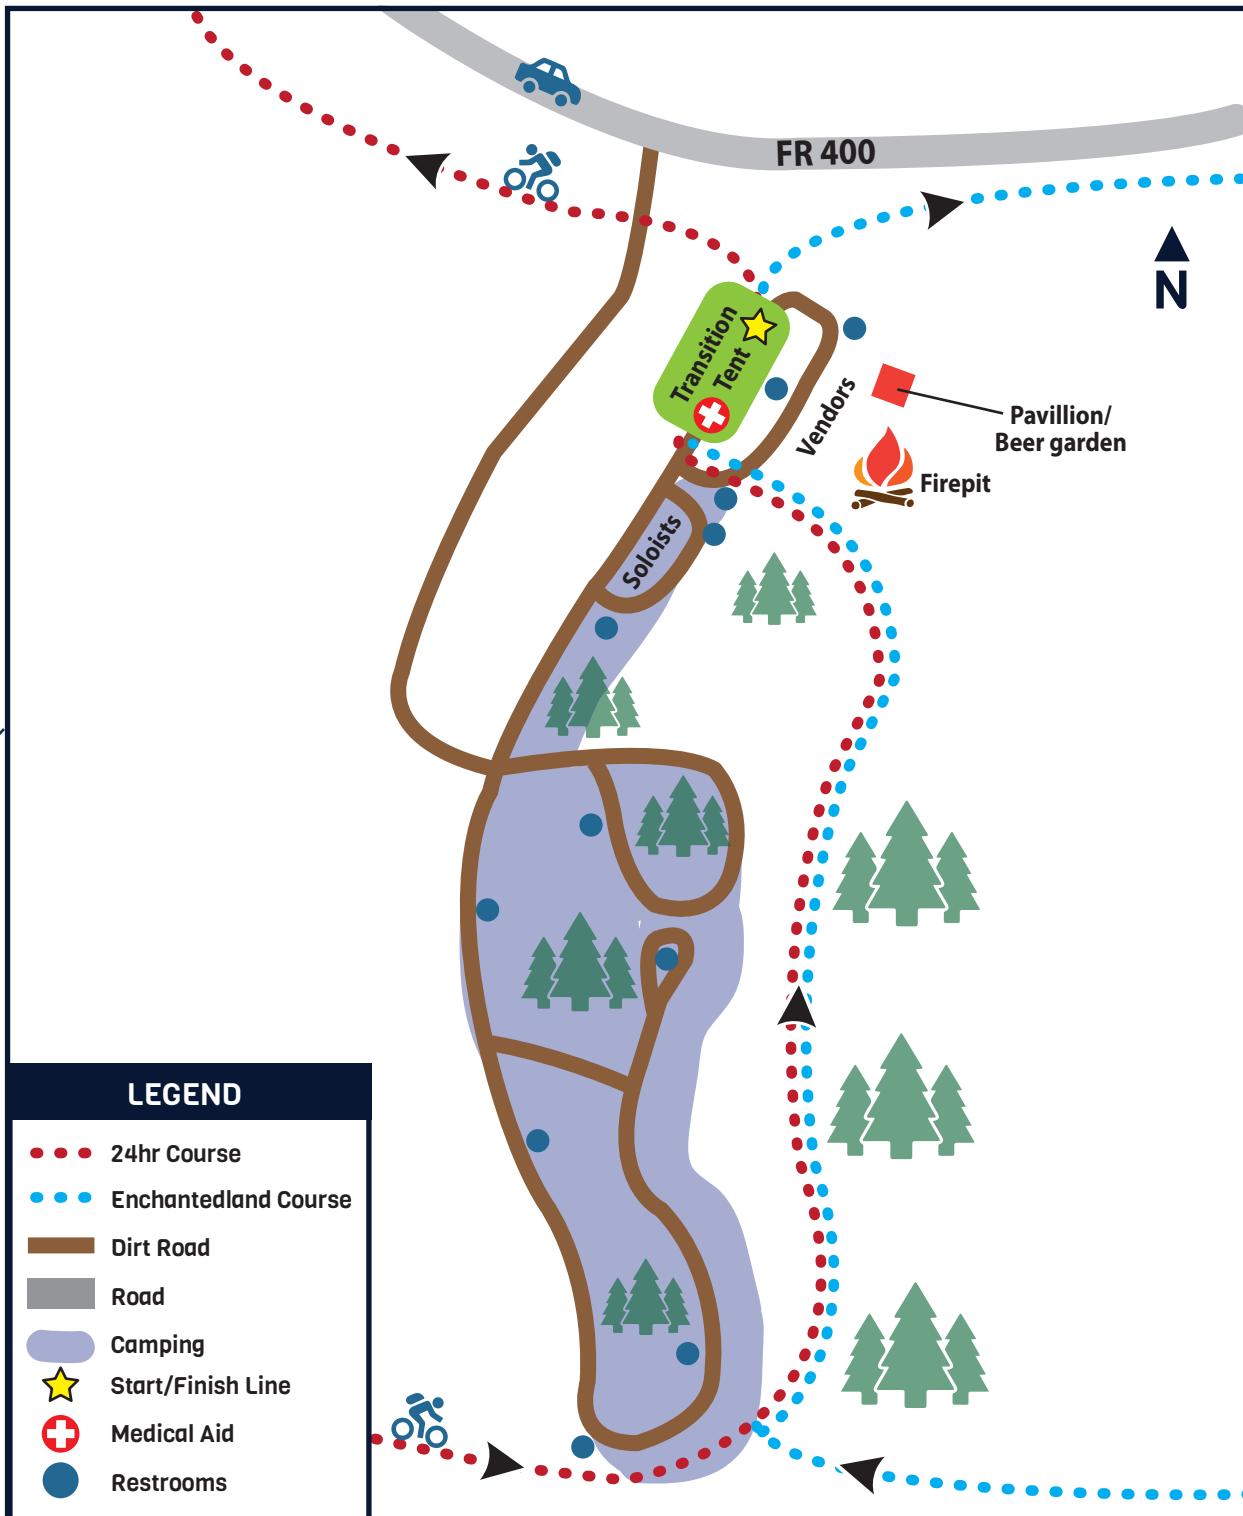 FR 400
N
Transition
Tent
Vendors
Pavillion/
Beer garden
Firepit
Soloists
LEGEND
24hr Course
Enchantedland Course
Dirt Road
Road
Camping
Start/Finish Line
Medical Aid
Restrooms